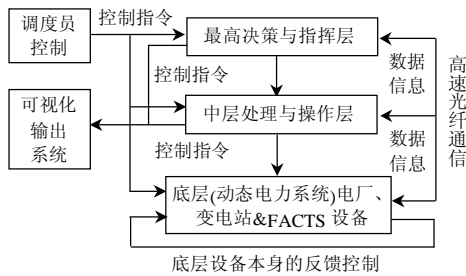 调度员
控制
控制指令
最高决策与指挥层
控制指令
数据
信息
可视化
输出
系统
中层处理与操作层
控制指令
数据
信息
高速光纤通信
底层(动态电力系统)电厂、
变电站&FACTS 设备
底层设备本身的反馈控制